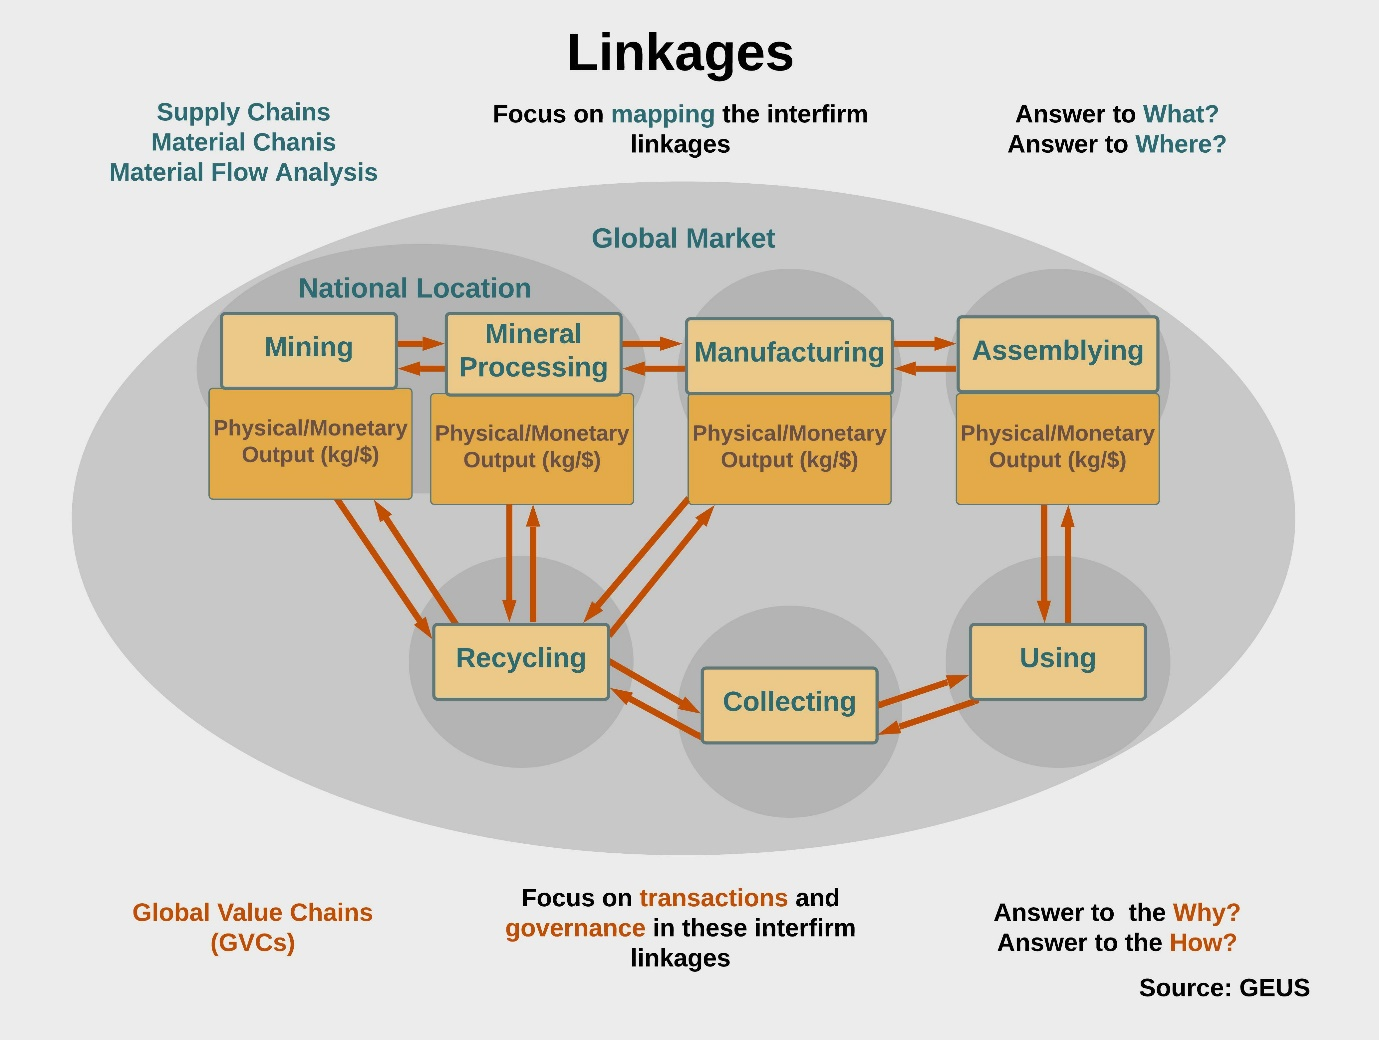 Linkages
Supply Chains
Material Chanis
Material Flow Analysis
Focus on mapping the interfirm
linkages
Answer to What?
Answer to Where?
Global Market
National Location
Mining
Mineral
Processing
Manufacturing
Assemblying
Physical/Monetary
Output (kg/$)
Physical/Monetary
Output (kg/$)
Physical/Monetary
Output (kg/$)
Physical/Monetary
Output (kg/$)
Recycling
Collecting
Using
Global Value Chains
(GVCs)
Focus on transactions and
governance in these interfirm
linkages
Answer to  the Why?
Answer to the How?
Source: GEUS